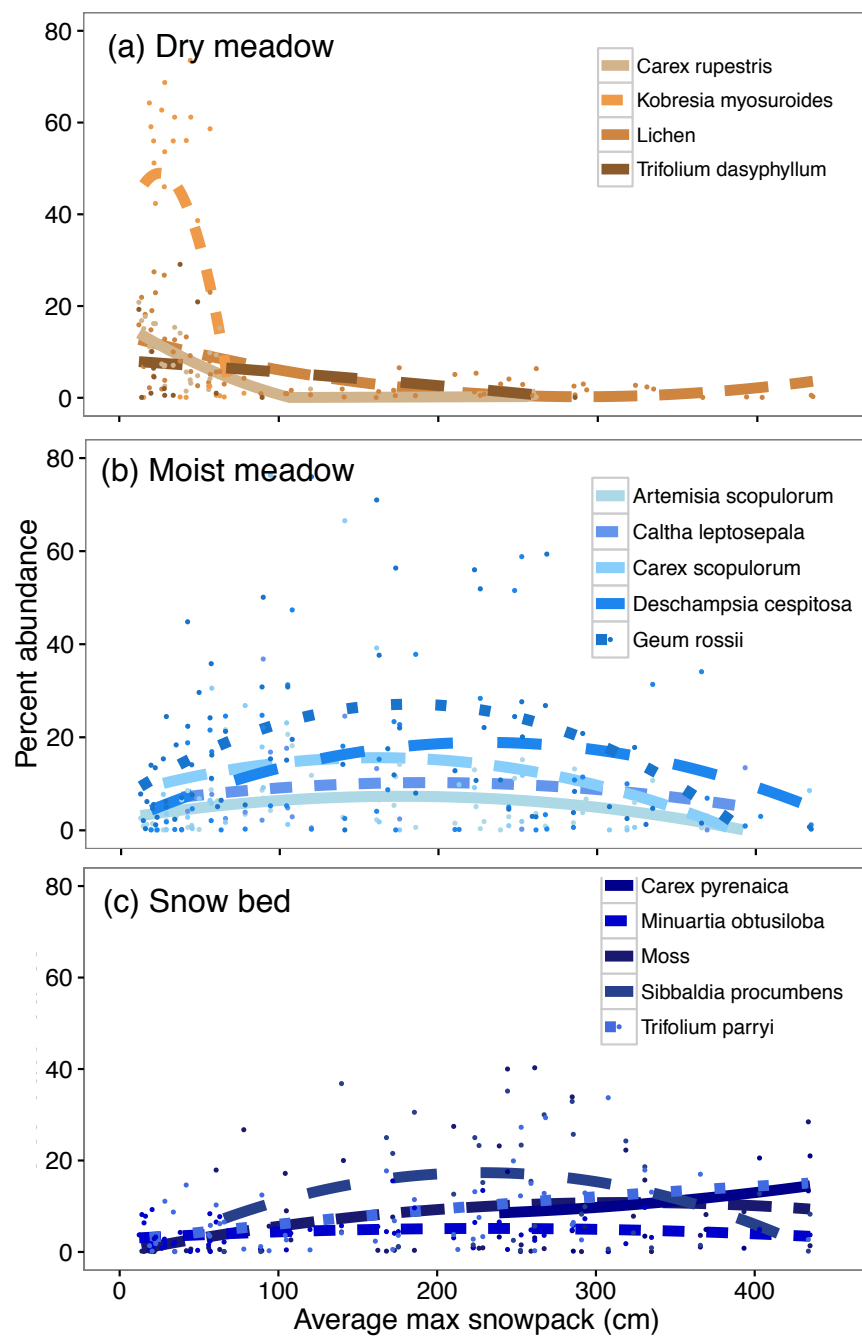 (a) Dry meadow
80
60
40
20
0
Carex rupestris
Kobresia myosuroides
Lichen
Trifolium dasyphyllum
(b) Moist meadow
80
60
40
20
0
Artemisia scopulorum
Caltha leptosepala
Carex scopulorum
Deschampsia cespitosa
Geum rossii
Percent abundance
(c) Snow bed
80
60
40
20
0
Carex pyrenaica
Minuartia obtusiloba
Moss
Sibbaldia procumbens
Trifolium parryi
0 100 200 300 400
Average max snowpack (cm)